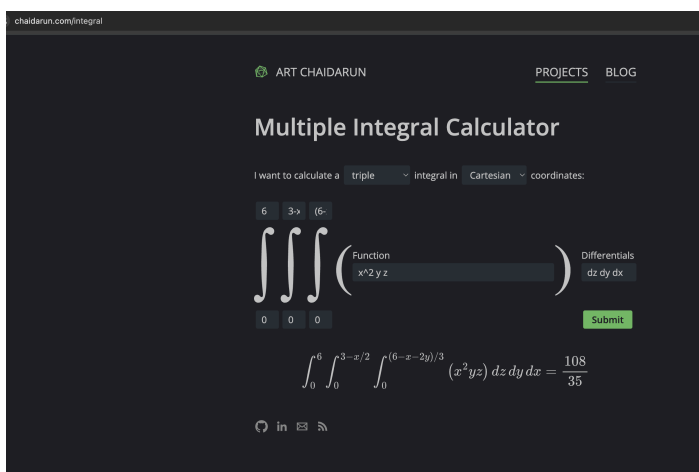 chaidarun.com/integral
ART CHAIDARUN PROJECTS BLOG
Multiple Integral Calculator
I want to calculate a triple integral in Cartesian coordinates:
6 3-x (6-
∫∫∫ ( Function ) Differentials
x^2 y z dz dy dx
0 0 0 Submit
∫_0^6 ∫_0^{3−x/2} ∫_0^{(6−x−2y)/3} (x²yz) dz dy dx = 108/35